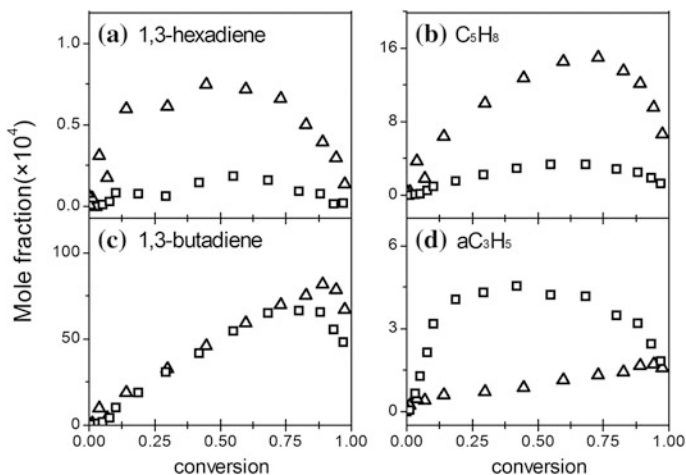 (a) 1,3-hexadiene
1.0
0.5
0.0
(b) C₅H₈
16
8
0
(c) 1,3-butadiene
100
50
0
0.00 0.25 0.50 0.75 1.00
conversion
(d) aC₃H₅
6
3
0
0.00 0.25 0.50 0.75 1.00
conversion
Mole fraction(×10⁴)